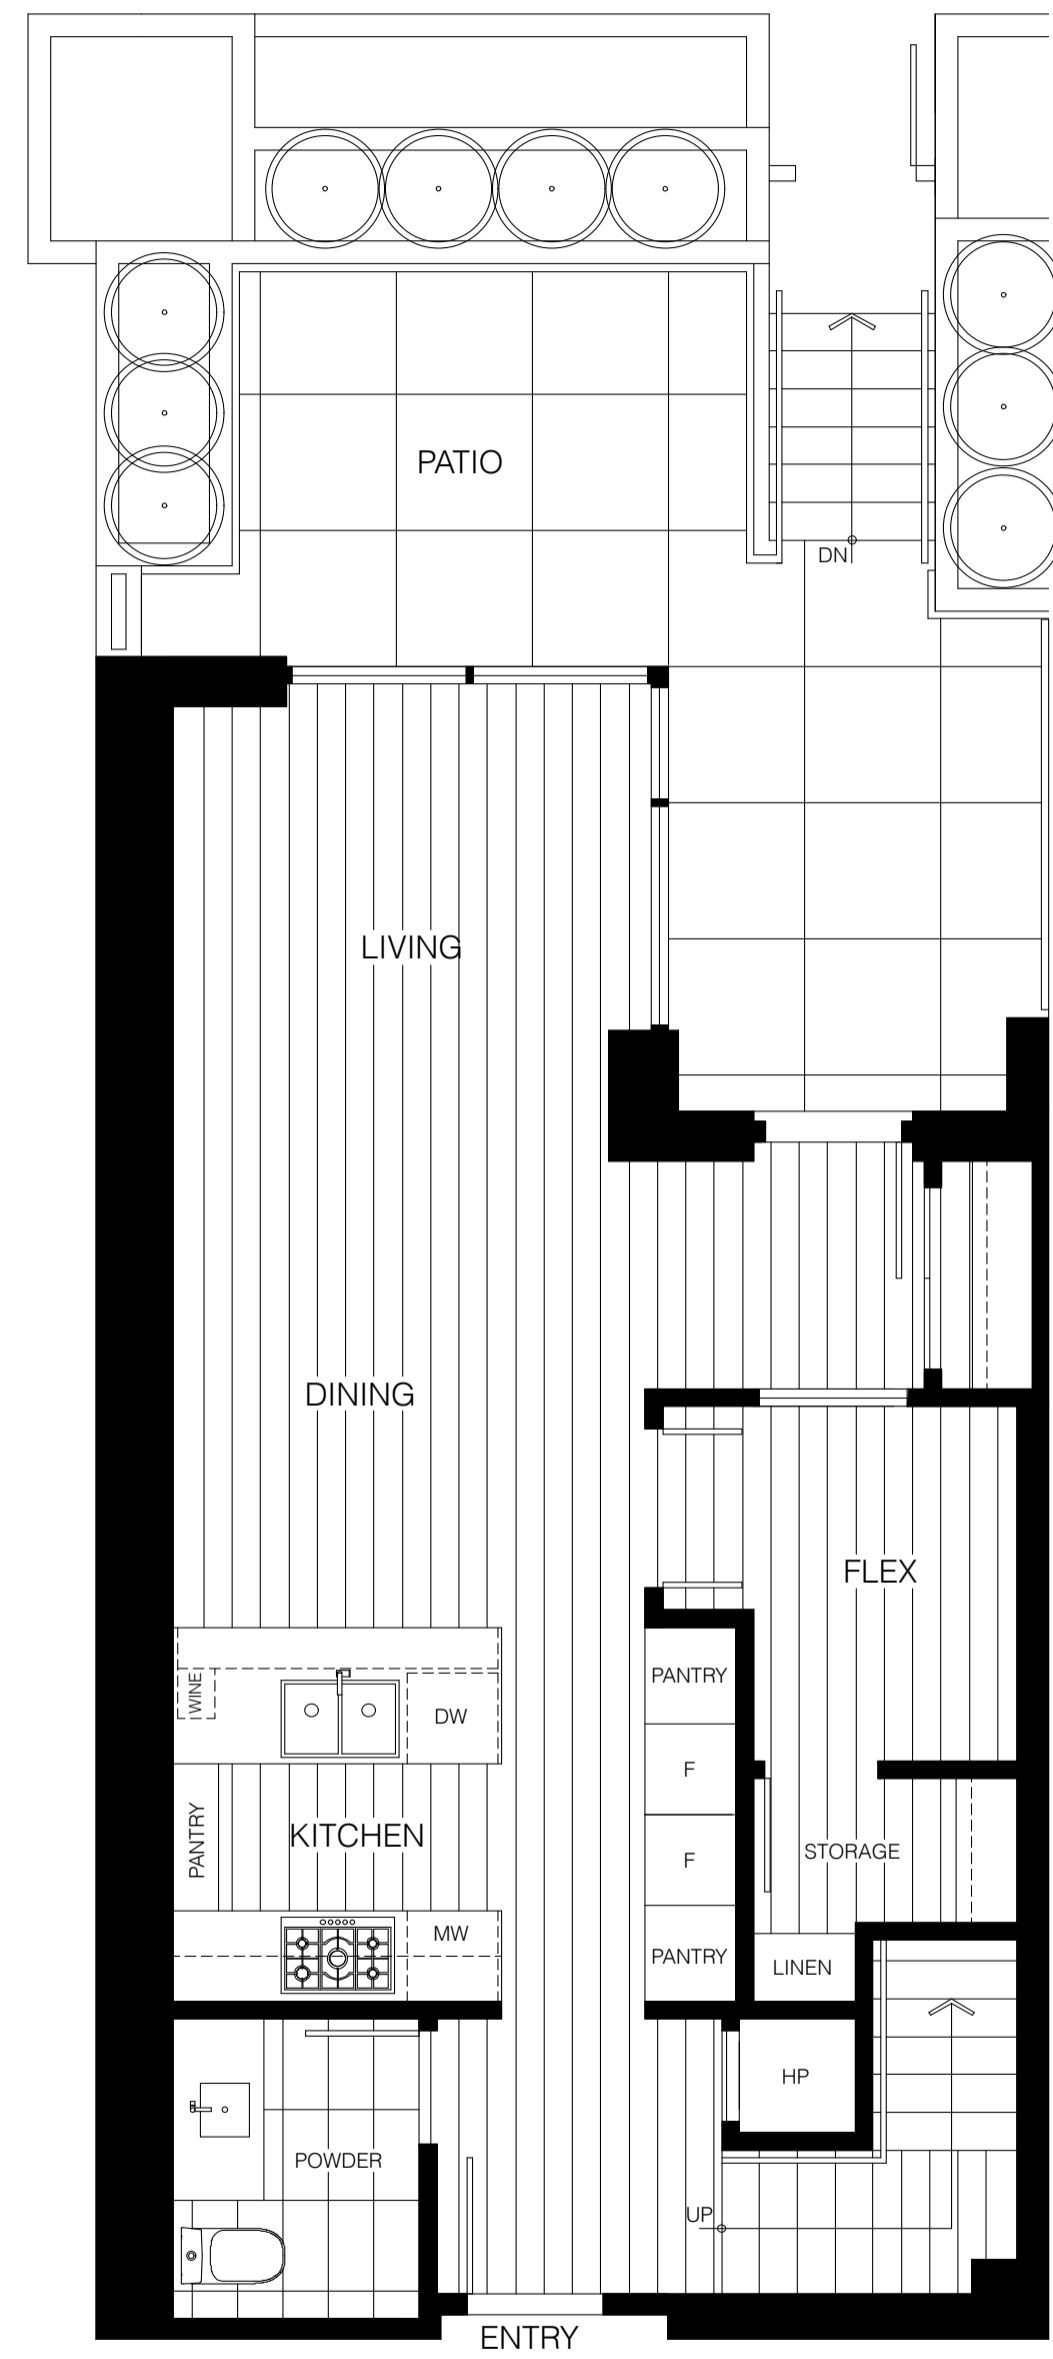 PATIO
DN
LIVING
DINING
FLEX
WINE
PANTRY
DW
F
PANTRY
KITCHEN
STORAGE
F
MW
PANTRY
LINEN
HP
POWDER
UP
ENTRY